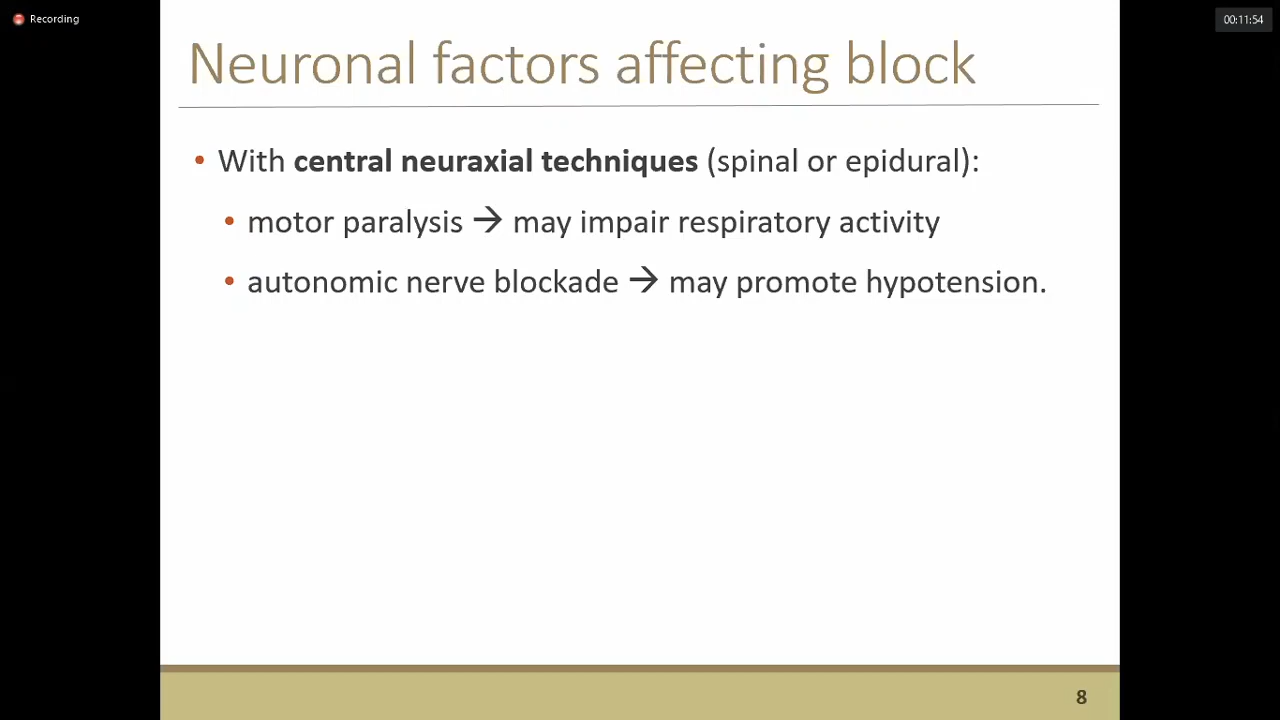 Recording
00:11:54
Neuronal factors affecting block
• With central neuraxial techniques (spinal or epidural):
• motor paralysis → may impair respiratory activity
• autonomic nerve blockade → may promote hypotension.
8